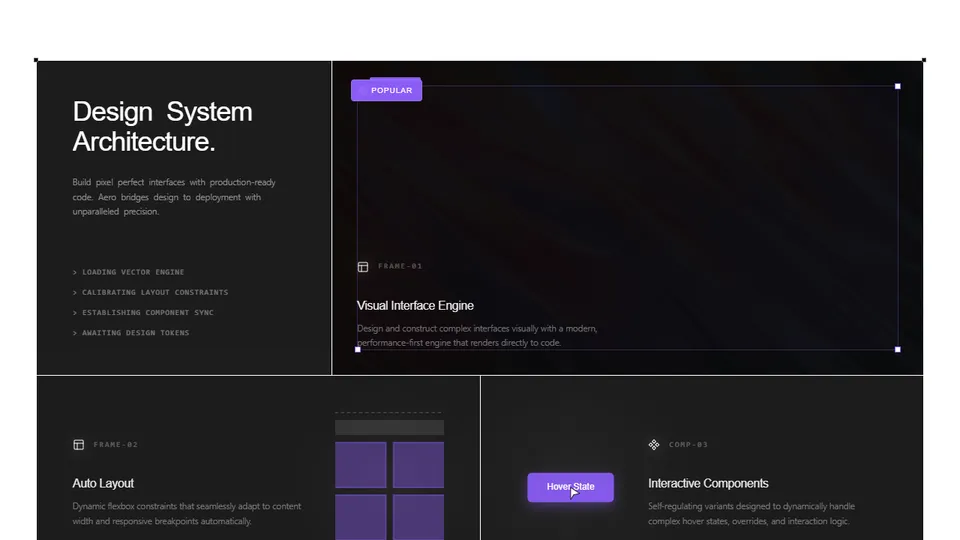 Design System
Architecture.
Build pixel perfect interfaces with production-ready
code. Aero bridges design to deployment with
unparalleled precision.
> LOADING VECTOR ENGINE
> CALIBRATING LAYOUT CONSTRAINTS
> ESTABLISHING COMPONENT SYNC
> AWAITING DESIGN TOKENS
POPULAR
FRAME-01
Visual Interface Engine
Design and construct complex interfaces visually with a modern,
performance-first engine that renders directly to code.
FRAME-02
Auto Layout
Dynamic flexbox constraints that seamlessly adapt to content
width and responsive breakpoints automatically.
Hover State
COMP-03
Interactive Components
Self-regulating variants designed to dynamically handle
complex hover states, overrides, and interaction logic.